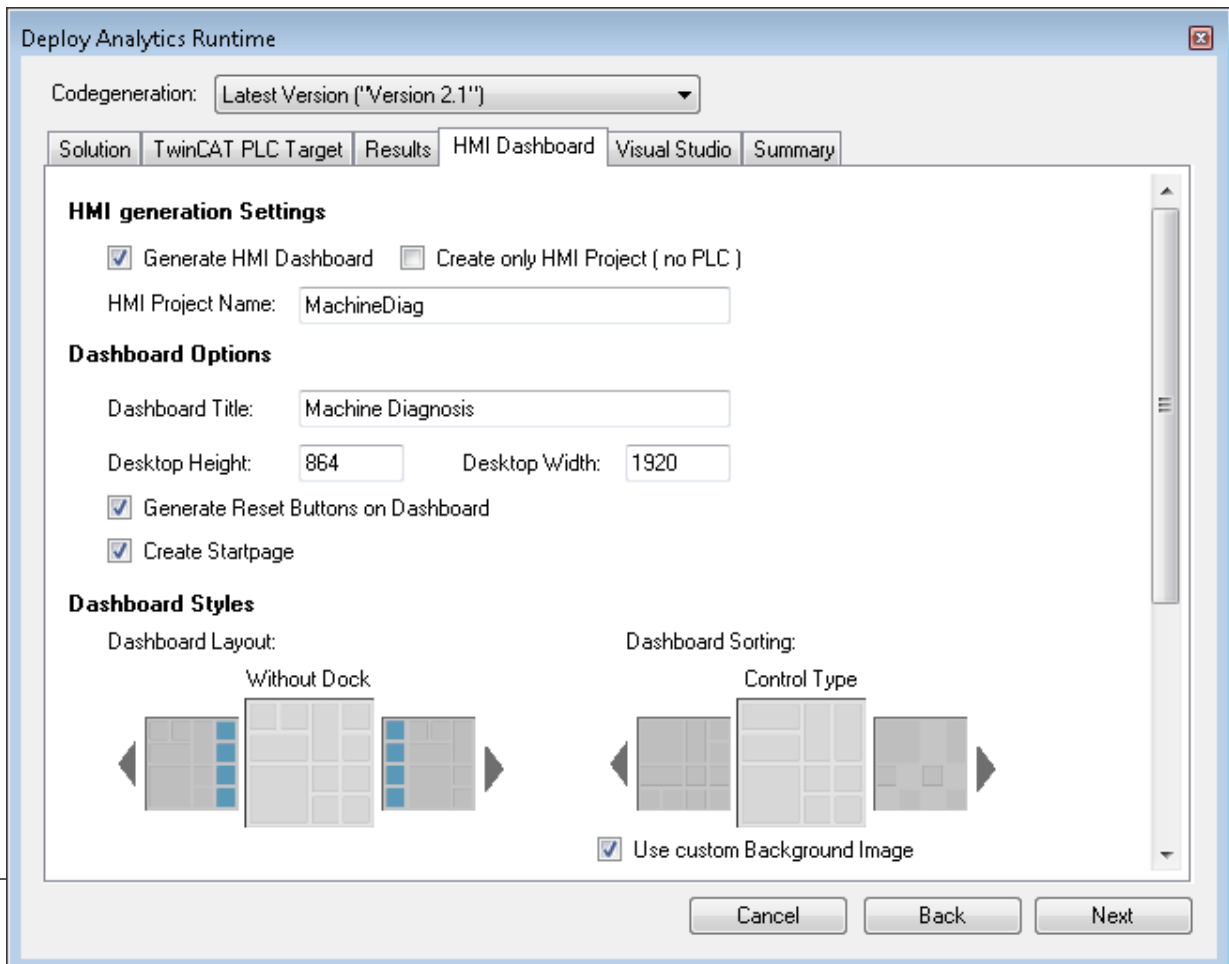 Deploy Analytics Runtime
Codegeneration: Latest Version ("Version 2.1")
Solution TwinCAT PLC Target Results HMI Dashboard Visual Studio Summary
HMI generation Settings
Generate HMI Dashboard Create only HMI Project ( no PLC )
HMI Project Name: MachineDiag
Dashboard Options
Dashboard Title: Machine Diagnosis
Desktop Height: 864 Desktop Width: 1920
Generate Reset Buttons on Dashboard
Create Startpage
Dashboard Styles
Dashboard Layout: Dashboard Sorting:
Without Dock Control Type
Use custom Background Image
Cancel Back Next